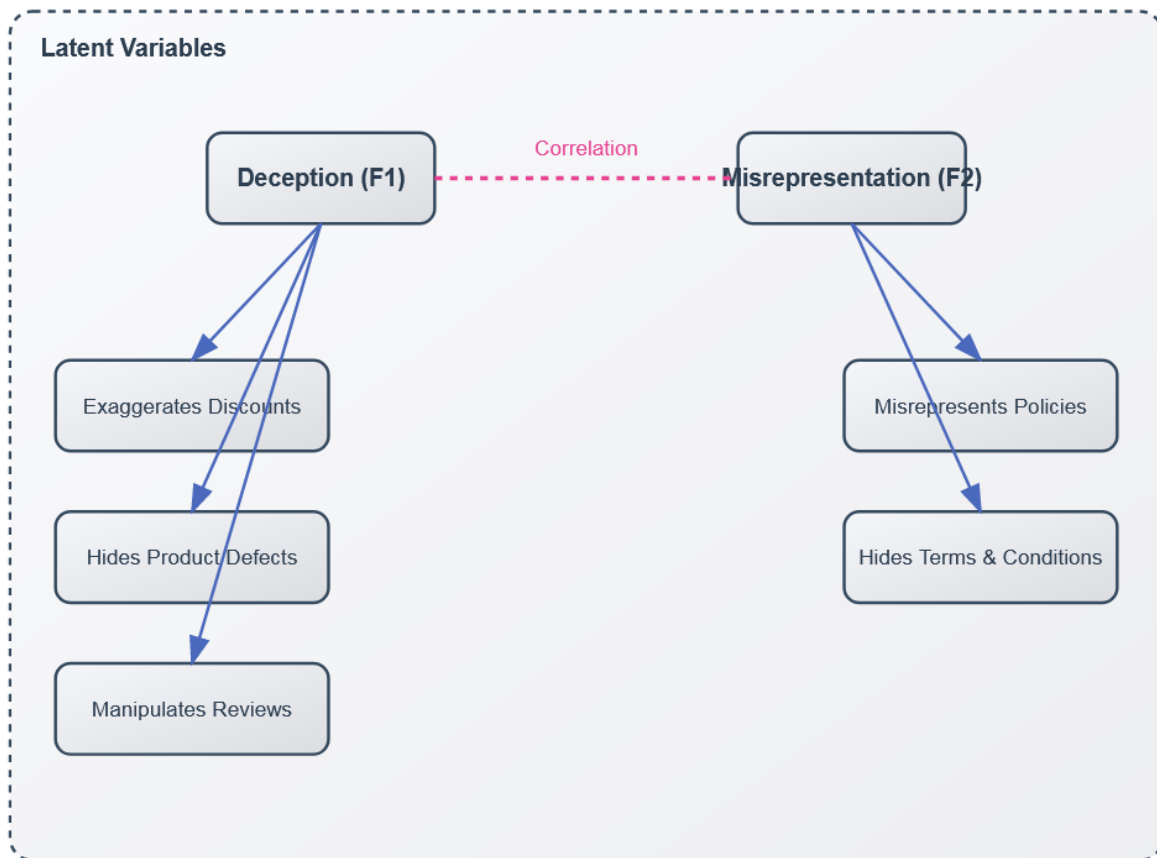 Latent Variables
Correlation
Deception (F1)
Misrepresentation (F2)
Exaggerates Discounts
Misrepresents Policies
Hides Product Defects
Hides Terms & Conditions
Manipulates Reviews